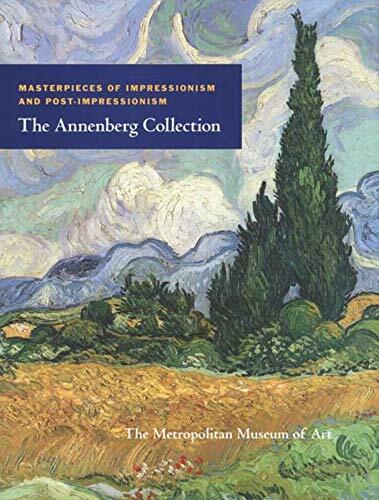 MASTERPIECES OF IMPRESSIONISM
AND POST-IMPRESSIONISM
The Annenberg Collection
The Metropolitan Museum of Art